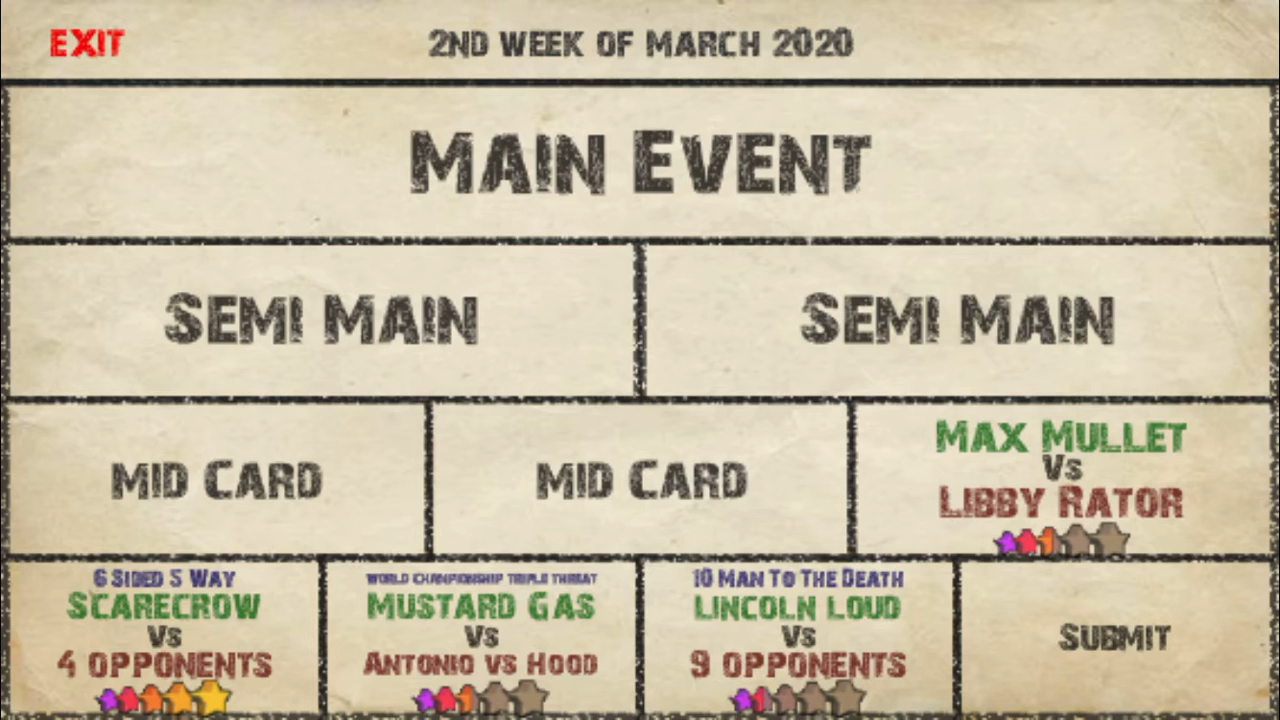 EXIT
2ND WEEK OF MARCH 2020
MAIN EVENT
SEMI MAIN
SEMI MAIN
MID CARD
MID CARD
MAX MULLET
VS
LIBBY RATOR
6 SIDED 5 WAY
SCARECROW
VS
4 OPPONENTS
WORLD CHAMPIONSHIP TRIPLE THREAT
MUSTARD GAS
VS
ANTONIO VS HOOD
10 MAN TO THE DEATH
LINCOLN LOUD
VS
9 OPPONENTS
SUBMIT